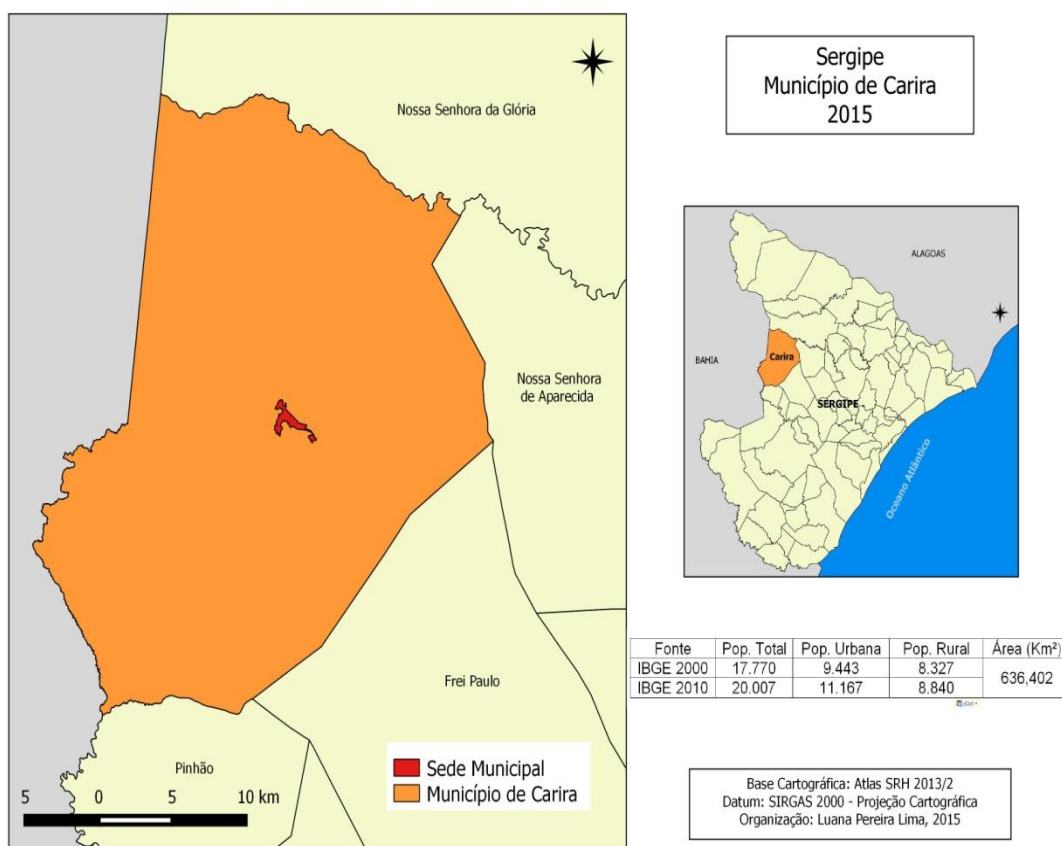 Nossa Senhora da Glória
Nossa Senhora
de Aparecida
Frei Paulo
Pinhão
Sede Municipal
Município de Carira
5 0 5 10 km
Sergipe
Município de Carira
2015
ALAGOAS
BAHIA
Carira
SERGIPE
Oceano Atlântico
Fonte Pop. Total Pop. Urbana Pop. Rural Área (Km²)
IBGE 2000 17.770 9.443 8.327 636,402
IBGE 2010 20.007 11.167 8.840
(Ctrl)
Base Cartográfica: Atlas SRH 2013/2
Datum: SIRGAS 2000 - Projeção Cartográfica
Organização: Luana Pereira Lima, 2015